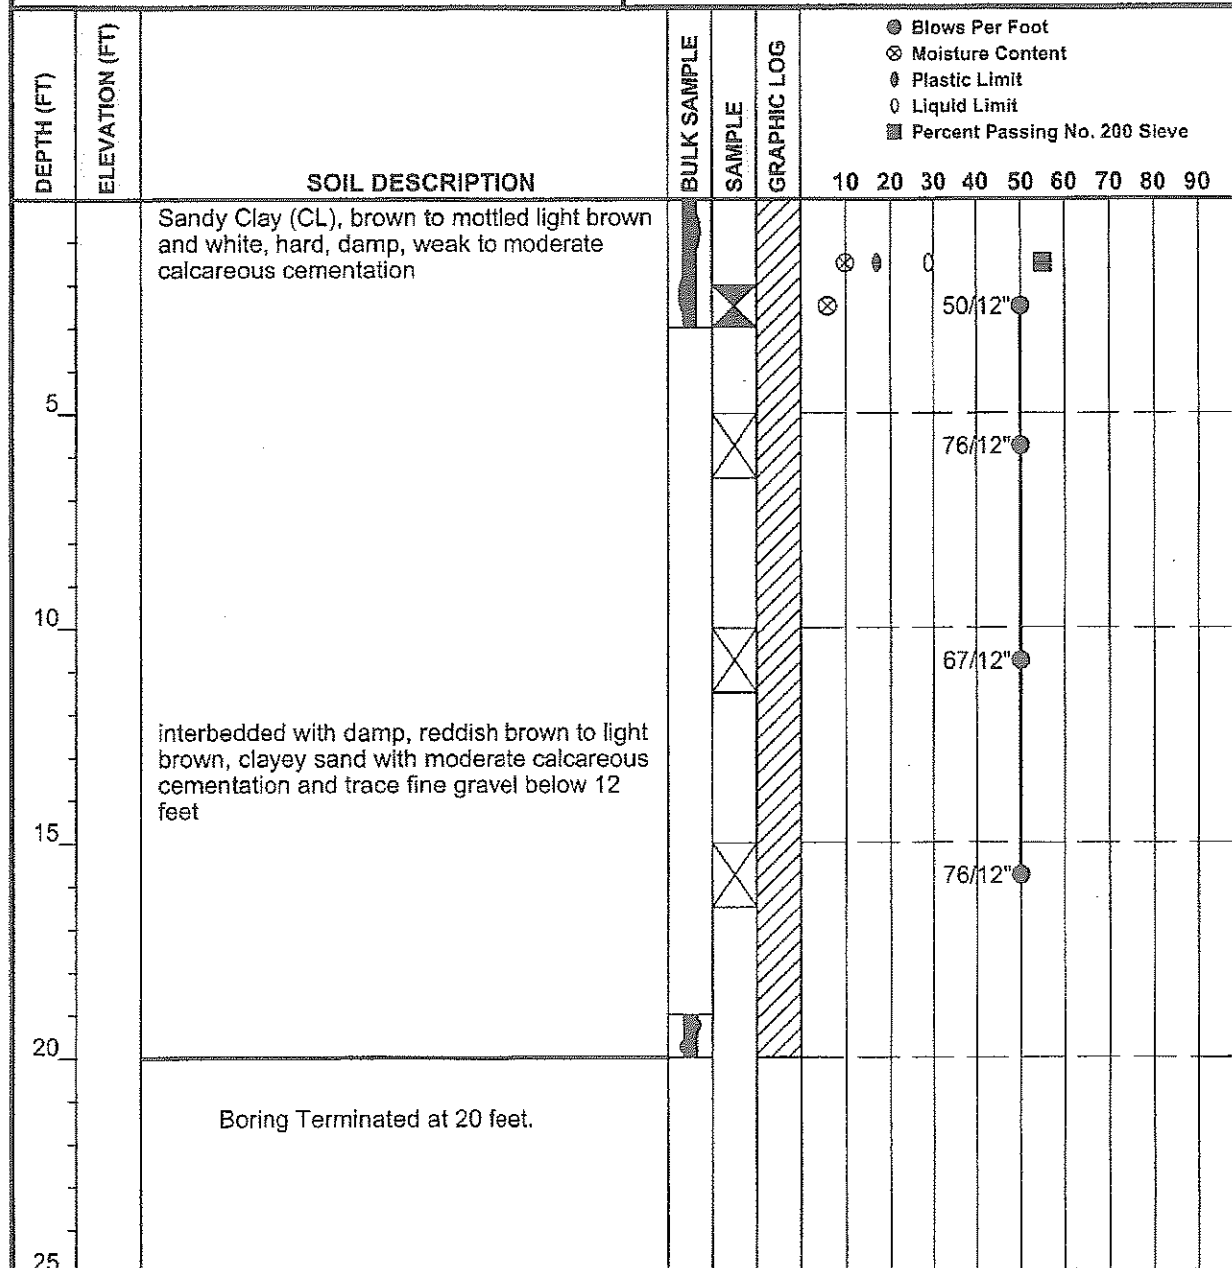 DEPTH (FT)
ELEVATION (FT)
SOIL DESCRIPTION
BULK SAMPLE
SAMPLE
GRAPHIC LOG
Blows Per Foot
Moisture Content
Plastic Limit
Liquid Limit
Percent Passing No. 200 Sieve
10 20 30 40 50 60 70 80 90
Sandy Clay (CL), brown to mottled light brown
and white, hard, damp, weak to moderate
calcareous cementation
50/12"
5
76/12"
10
67/12"
interbedded with damp, reddish brown to light
brown, clayey sand with moderate calcareous
cementation and trace fine gravel below 12
feet
15
76/12"
20
Boring Terminated at 20 feet.
25